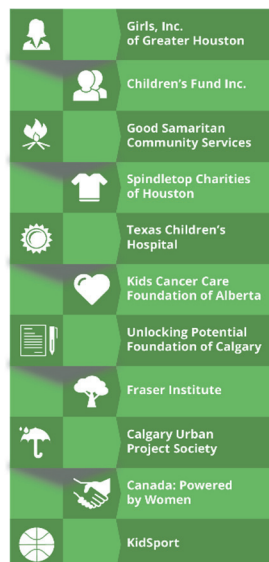 Girls, Inc.
of Greater Houston
Children's Fund Inc.
Good Samaritan
Community Services
Spindletop Charities
of Houston
Texas Children's
Hospital
Kids Cancer Care
Foundation of Alberta
Unlocking Potential
Foundation of Calgary
Fraser Institute
Calgary Urban
Project Society
Canada: Powered
by Women
KidSport